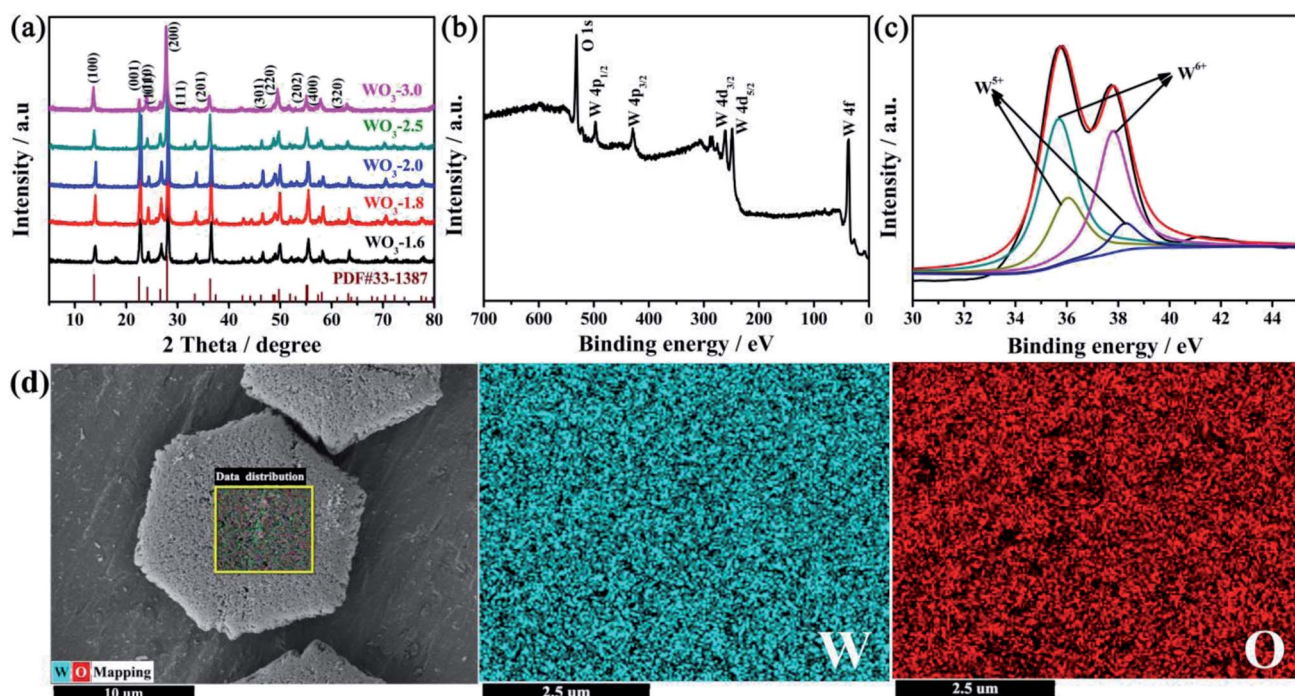 (a)
Intensity / a.u
(100)
(001)
(200)
(111)
(201)
(301)
(220)
(202)
(400)
(320)
WO3-3.0
WO3-2.5
WO3-2.0
WO3-1.8
WO3-1.6
PDF#33-1387
10 20 30 40 50 60 70 80
2 Theta / degree
(b)
Intensity / a.u.
O 1s
W 4p1/2
W 4p3/2
W 4d3/2
W 4d5/2
W 4f
700 600 500 400 300 200 100 0
Binding energy / eV
(c)
Intensity / a.u.
W5+
W6+
30 32 34 36 38 40 42 44
Binding energy / eV
(d)
Data distribution
W O Mapping
10 μm
W
2.5 μm
O
2.5 μm